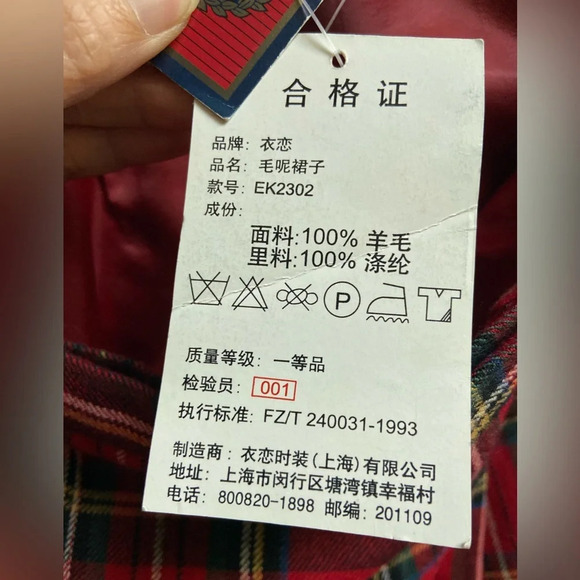 合格证
品牌: 衣恋
品名: 毛呢裙子
款号: EK2302
成份:
面料:100% 羊毛
里料:100% 涤纶
P
质量等级: 一等品
检验员: 001
执行标准: FZ/T 240031-1993
制造商: 衣恋时装(上海)有限公司
地址: 上海市闵行区塘湾镇幸福村
电话: 800820-1898 邮编: 201109